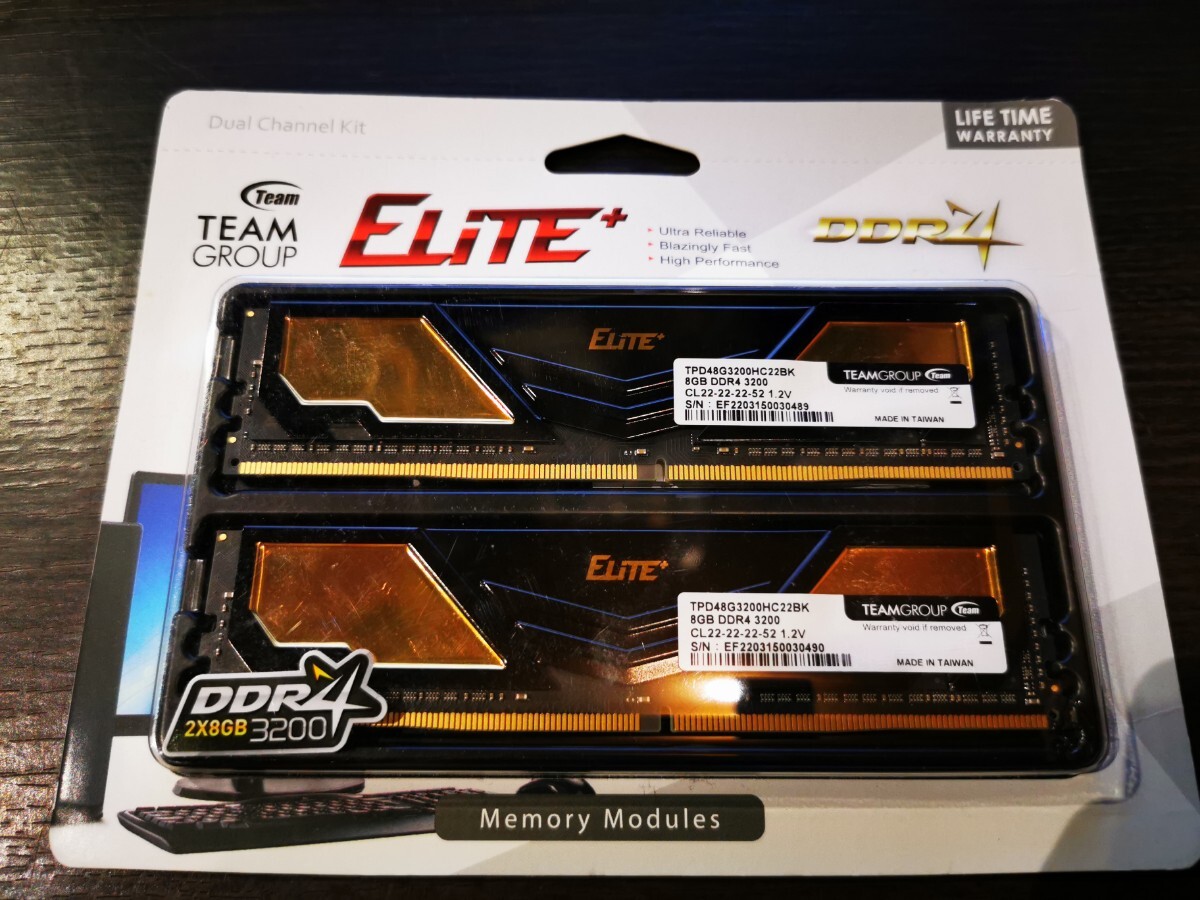 Dual Channel Kit
LIFE TIME
WARRANTY
Team
TEAM
GROUP
ELiTE+
Ultra Reliable
Blazingly Fast
High Performance
DDR4
ELiTE+
TPD48G3200HC22BK
8GB DDR4 3200
CL22-22-22-52 1.2V
S/N : EF2203150030489
TEAMGROUP Team
Warranty void if removed
MADE IN TAIWAN
ELiTE+
TPD48G3200HC22BK
8GB DDR4 3200
CL22-22-22-52 1.2V
S/N : EF2203150030490
TEAMGROUP Team
Warranty void if removed
MADE IN TAIWAN
DDR4
2X8GB 3200
Memory Modules